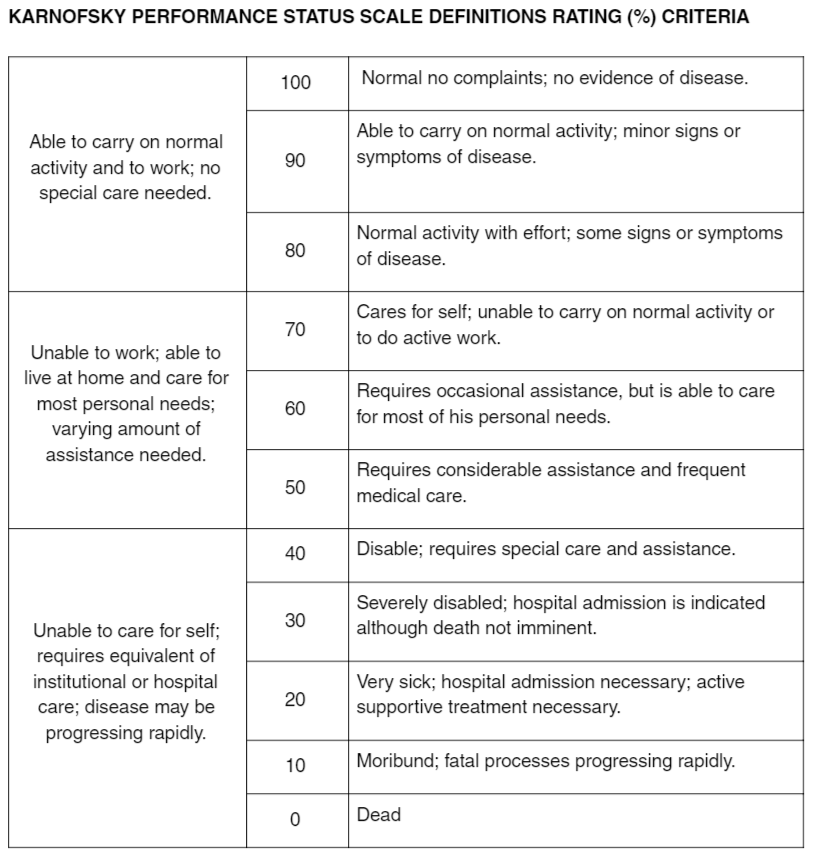 KARNOFSKY PERFORMANCE STATUS SCALE DEFINITIONS RATING (%) CRITERIA
Able to carry on normal
activity and to work; no
special care needed.
100
Normal no complaints; no evidence of disease.
90
Able to carry on normal activity; minor signs or
symptoms of disease.
80
Normal activity with effort; some signs or symptoms
of disease.
Unable to work; able to
live at home and care for
most personal needs;
varying amount of
assistance needed.
70
Cares for self; unable to carry on normal activity or
to do active work.
60
Requires occasional assistance, but is able to care
for most of his personal needs.
50
Requires considerable assistance and frequent
medical care.
Unable to care for self;
requires equivalent of
institutional or hospital
care; disease may be
progressing rapidly.
40
Disable; requires special care and assistance.
30
Severely disabled; hospital admission is indicated
although death not imminent.
20
Very sick; hospital admission necessary; active
supportive treatment necessary.
10
Moribund; fatal processes progressing rapidly.
0
Dead